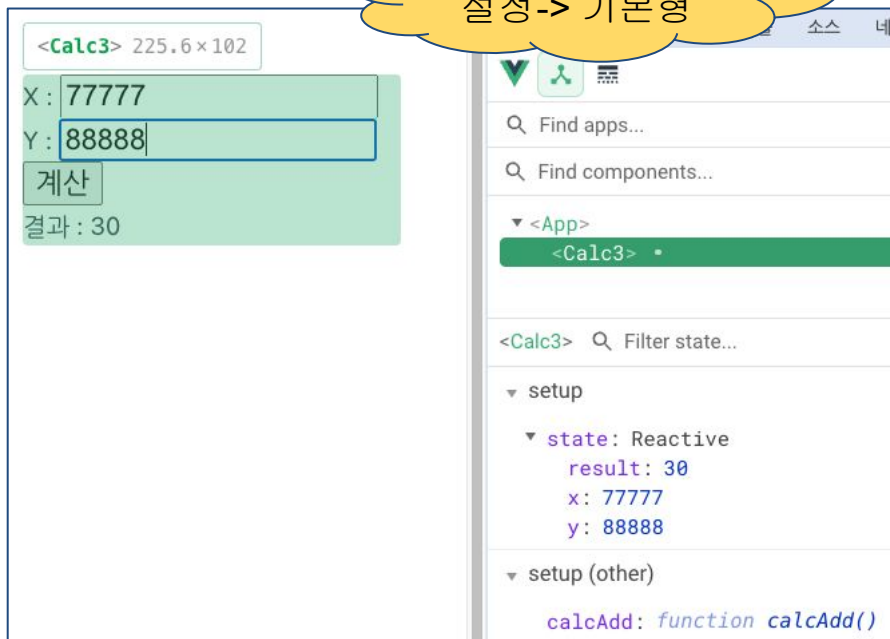 설정-> 기본형
<Calc3> 225.6×102
X : 77777
Y : 88888
계산
결과 : 30
소스
Find apps...
Find components...
<App>
<Calc3>
<Calc3> Filter state...
setup
state: Reactive
result: 30
x: 77777
y: 88888
setup (other)
calcAdd: function calcAdd()